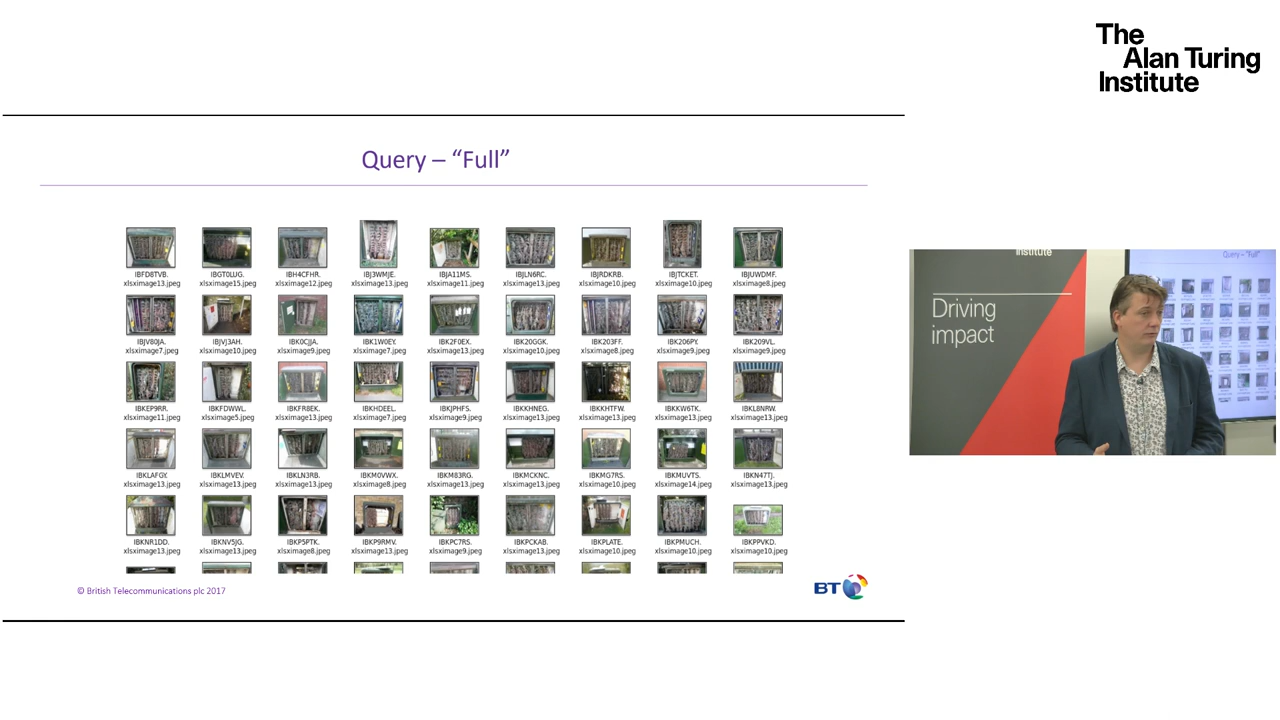 The
Alan Turing
Institute
Query – “Full”
IBFD8TVB. IBGT0LUG. IBH4CFHR. IBJ3WMJE. IBJA11MS. IBJLN6RC. IBJRDKRB. IBJTCKET. IBJUWDMF.
xlsximage13.jpeg xlsximage15.jpeg xlsximage12.jpeg xlsximage13.jpeg xlsximage11.jpeg xlsximage13.jpeg xlsximage10.jpeg xlsximage10.jpeg xlsximage8.jpeg
IBJV80JA. IBJVJ3AH. IBK0CJJA. IBK1W0EY. IBK2F0EX. IBK20GGK. IBK203FF. IBK206PY. IBK209VL.
xlsximage7.jpeg xlsximage10.jpeg xlsximage9.jpeg xlsximage7.jpeg xlsximage13.jpeg xlsximage10.jpeg xlsximage8.jpeg xlsximage9.jpeg xlsximage9.jpeg
IBKEP9RR. IBKFDWWL. IBKFR8EK. IBKHDEEL. IBKJPHFS. IBKKHNEG. IBKKHTFW. IBKKW6TK. IBKL8NRW.
xlsximage11.jpeg xlsximage5.jpeg xlsximage13.jpeg xlsximage7.jpeg xlsximage9.jpeg xlsximage13.jpeg xlsximage13.jpeg xlsximage13.jpeg xlsximage13.jpeg
IBKLAFGY. IBKLMVEV. IBKLN3RB. IBKM0VWX. IBKM83RG. IBKMCKNC. IBKMG7RS. IBKMUVTS. IBKN47TJ.
xlsximage13.jpeg xlsximage13.jpeg xlsximage13.jpeg xlsximage8.jpeg xlsximage13.jpeg xlsximage13.jpeg xlsximage10.jpeg xlsximage14.jpeg xlsximage13.jpeg
IBKNR1DD. IBKNV5JG. IBKP5PTK. IBKP9RMV. IBKPC7RS. IBKPCKAB. IBKPLATE. IBKPMUCH. IBKPPVKD.
xlsximage13.jpeg xlsximage13.jpeg xlsximage8.jpeg xlsximage13.jpeg xlsximage9.jpeg xlsximage13.jpeg xlsximage10.jpeg xlsximage10.jpeg xlsximage10.jpeg
© British Telecommunications plc 2017
BT
Institute
Driving
impact
Query – “Full”